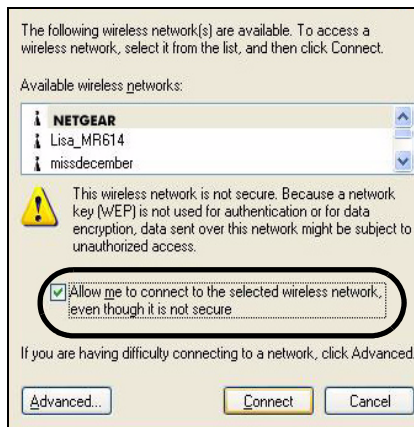 The following wireless network(s) are available. To access a
wireless network, select it from the list, and then click Connect.
Available wireless networks:
NETGEAR
Lisa_MR614
missdecember
This wireless network is not secure. Because a network
key (WEP) is not used for authentication or for data
encryption, data sent over this network might be subject to
unauthorized access.
Allow me to connect to the selected wireless network,
even though it is not secure
If you are having difficulty connecting to a network, click Advanced.
Advanced...
Connect
Cancel